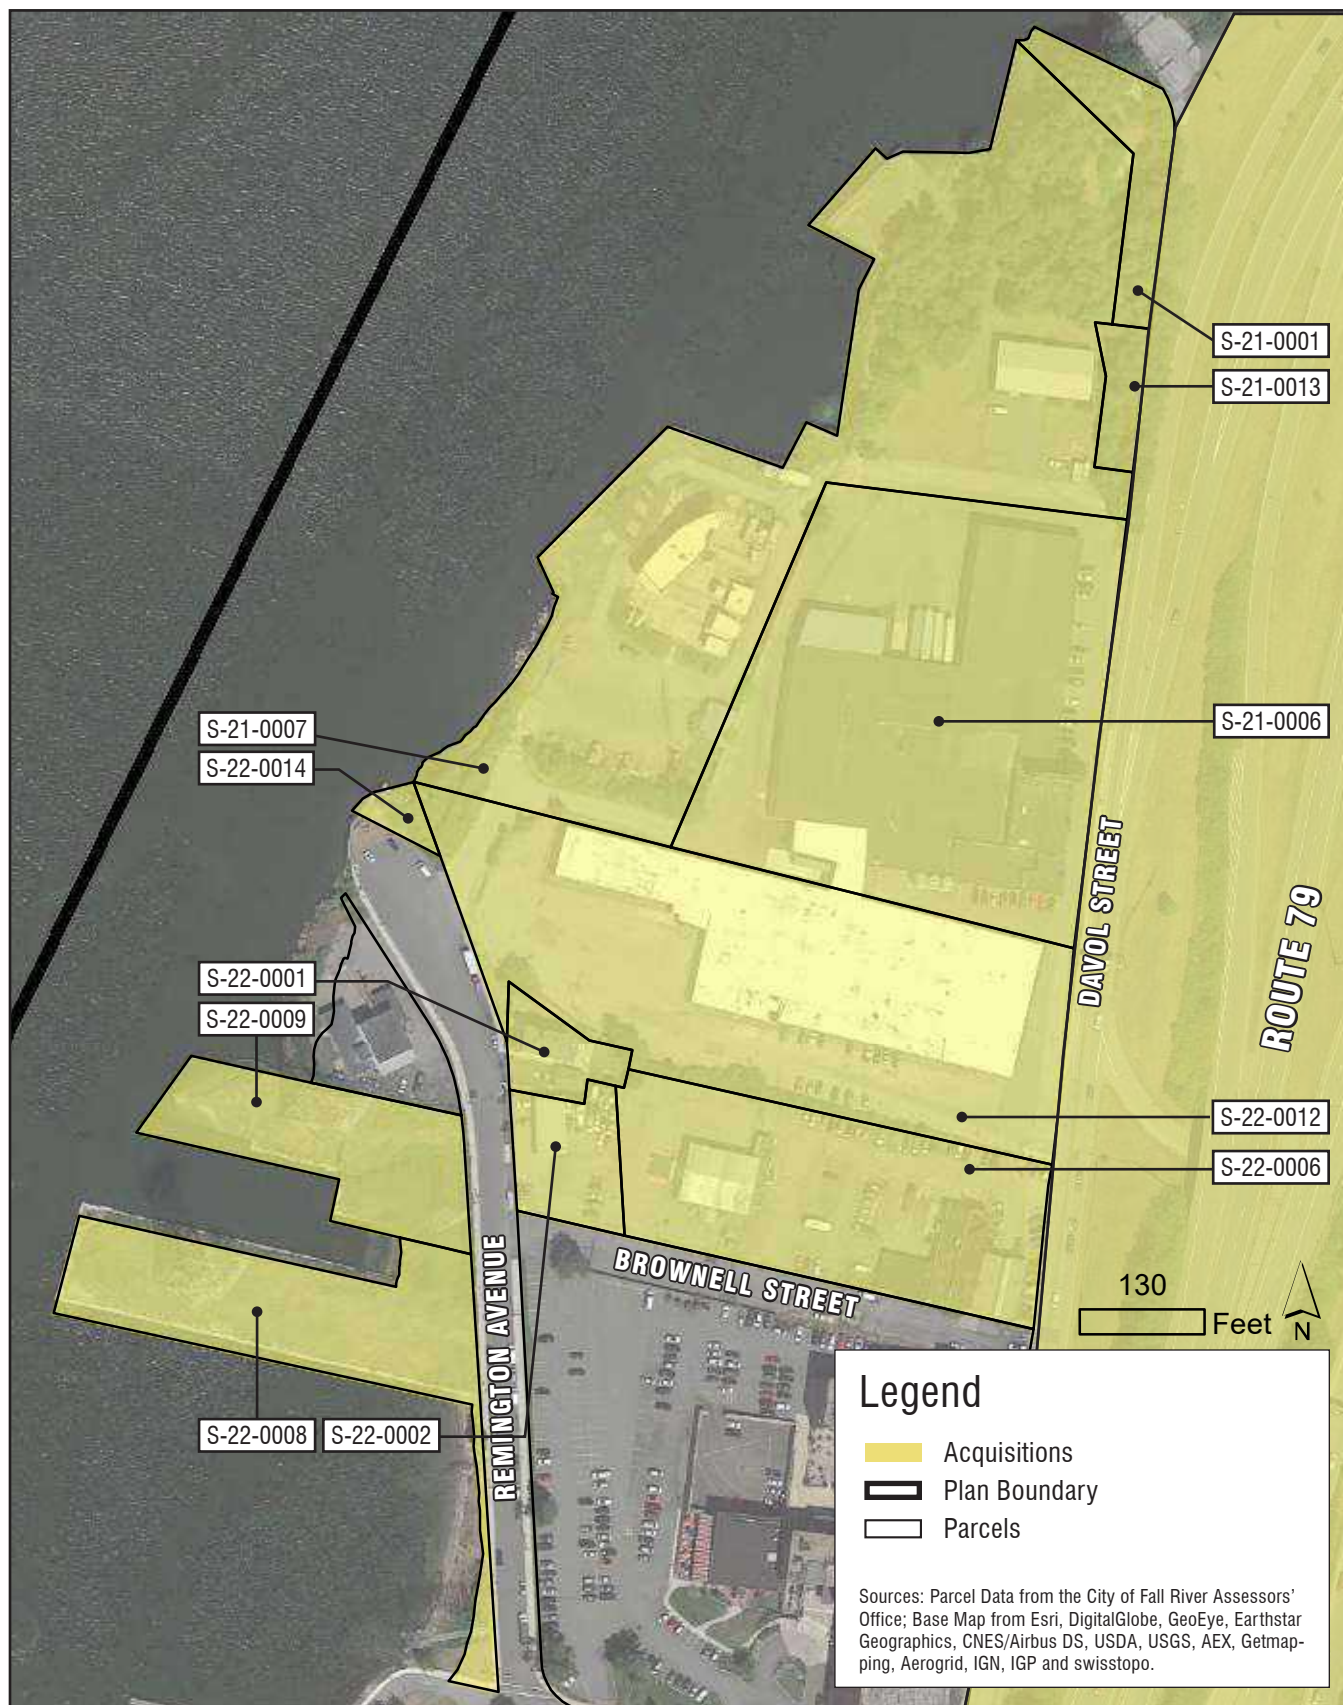 S-21-0001
S-21-0013
S-21-0007
S-22-0014
S-21-0006
DAVOL STREET
ROUTE 79
S-22-0001
S-22-0009
S-22-0012
S-22-0006
BROWNELL STREET
REMINGTON AVENUE
130
Feet
N
S-22-0008
S-22-0002
Legend
Acquisitions
Plan Boundary
Parcels
Sources: Parcel Data from the City of Fall River Assessors'
Office; Base Map from Esri, DigitalGlobe, GeoEye, Earthstar
Geographics, CNES/Airbus DS, USDA, USGS, AEX, Getmap-
ping, Aerogrid, IGN, IGP and swisstopo.